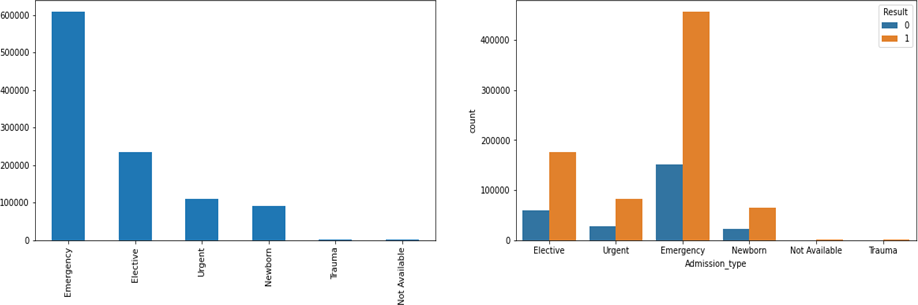 600000
500000
400000
300000
200000
100000
0
Emergency
Elective
Urgent
Newborn
Trauma
Not Available
Result
0
1
count
400000
300000
200000
100000
0
Elective Urgent Emergency Newborn Not Available Trauma
Admission_type